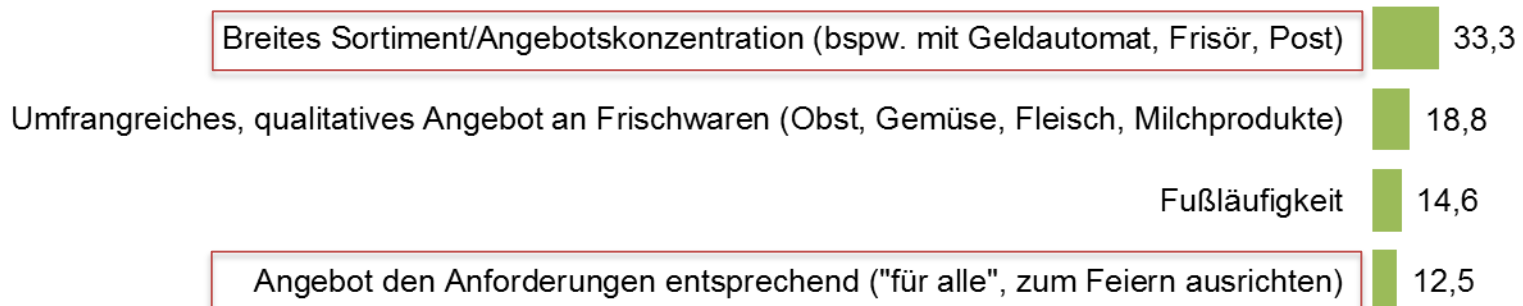 Breites Sortiment/Angebotskonzentration (bspw. mit Geldautomat, Frisör, Post) 33,3
Umfrangreiches, qualitatives Angebot an Frischwaren (Obst, Gemüse, Fleisch, Milchprodukte) 18,8
Fußläufigkeit 14,6
Angebot den Anforderungen entsprechend ("für alle", zum Feiern ausrichten) 12,5